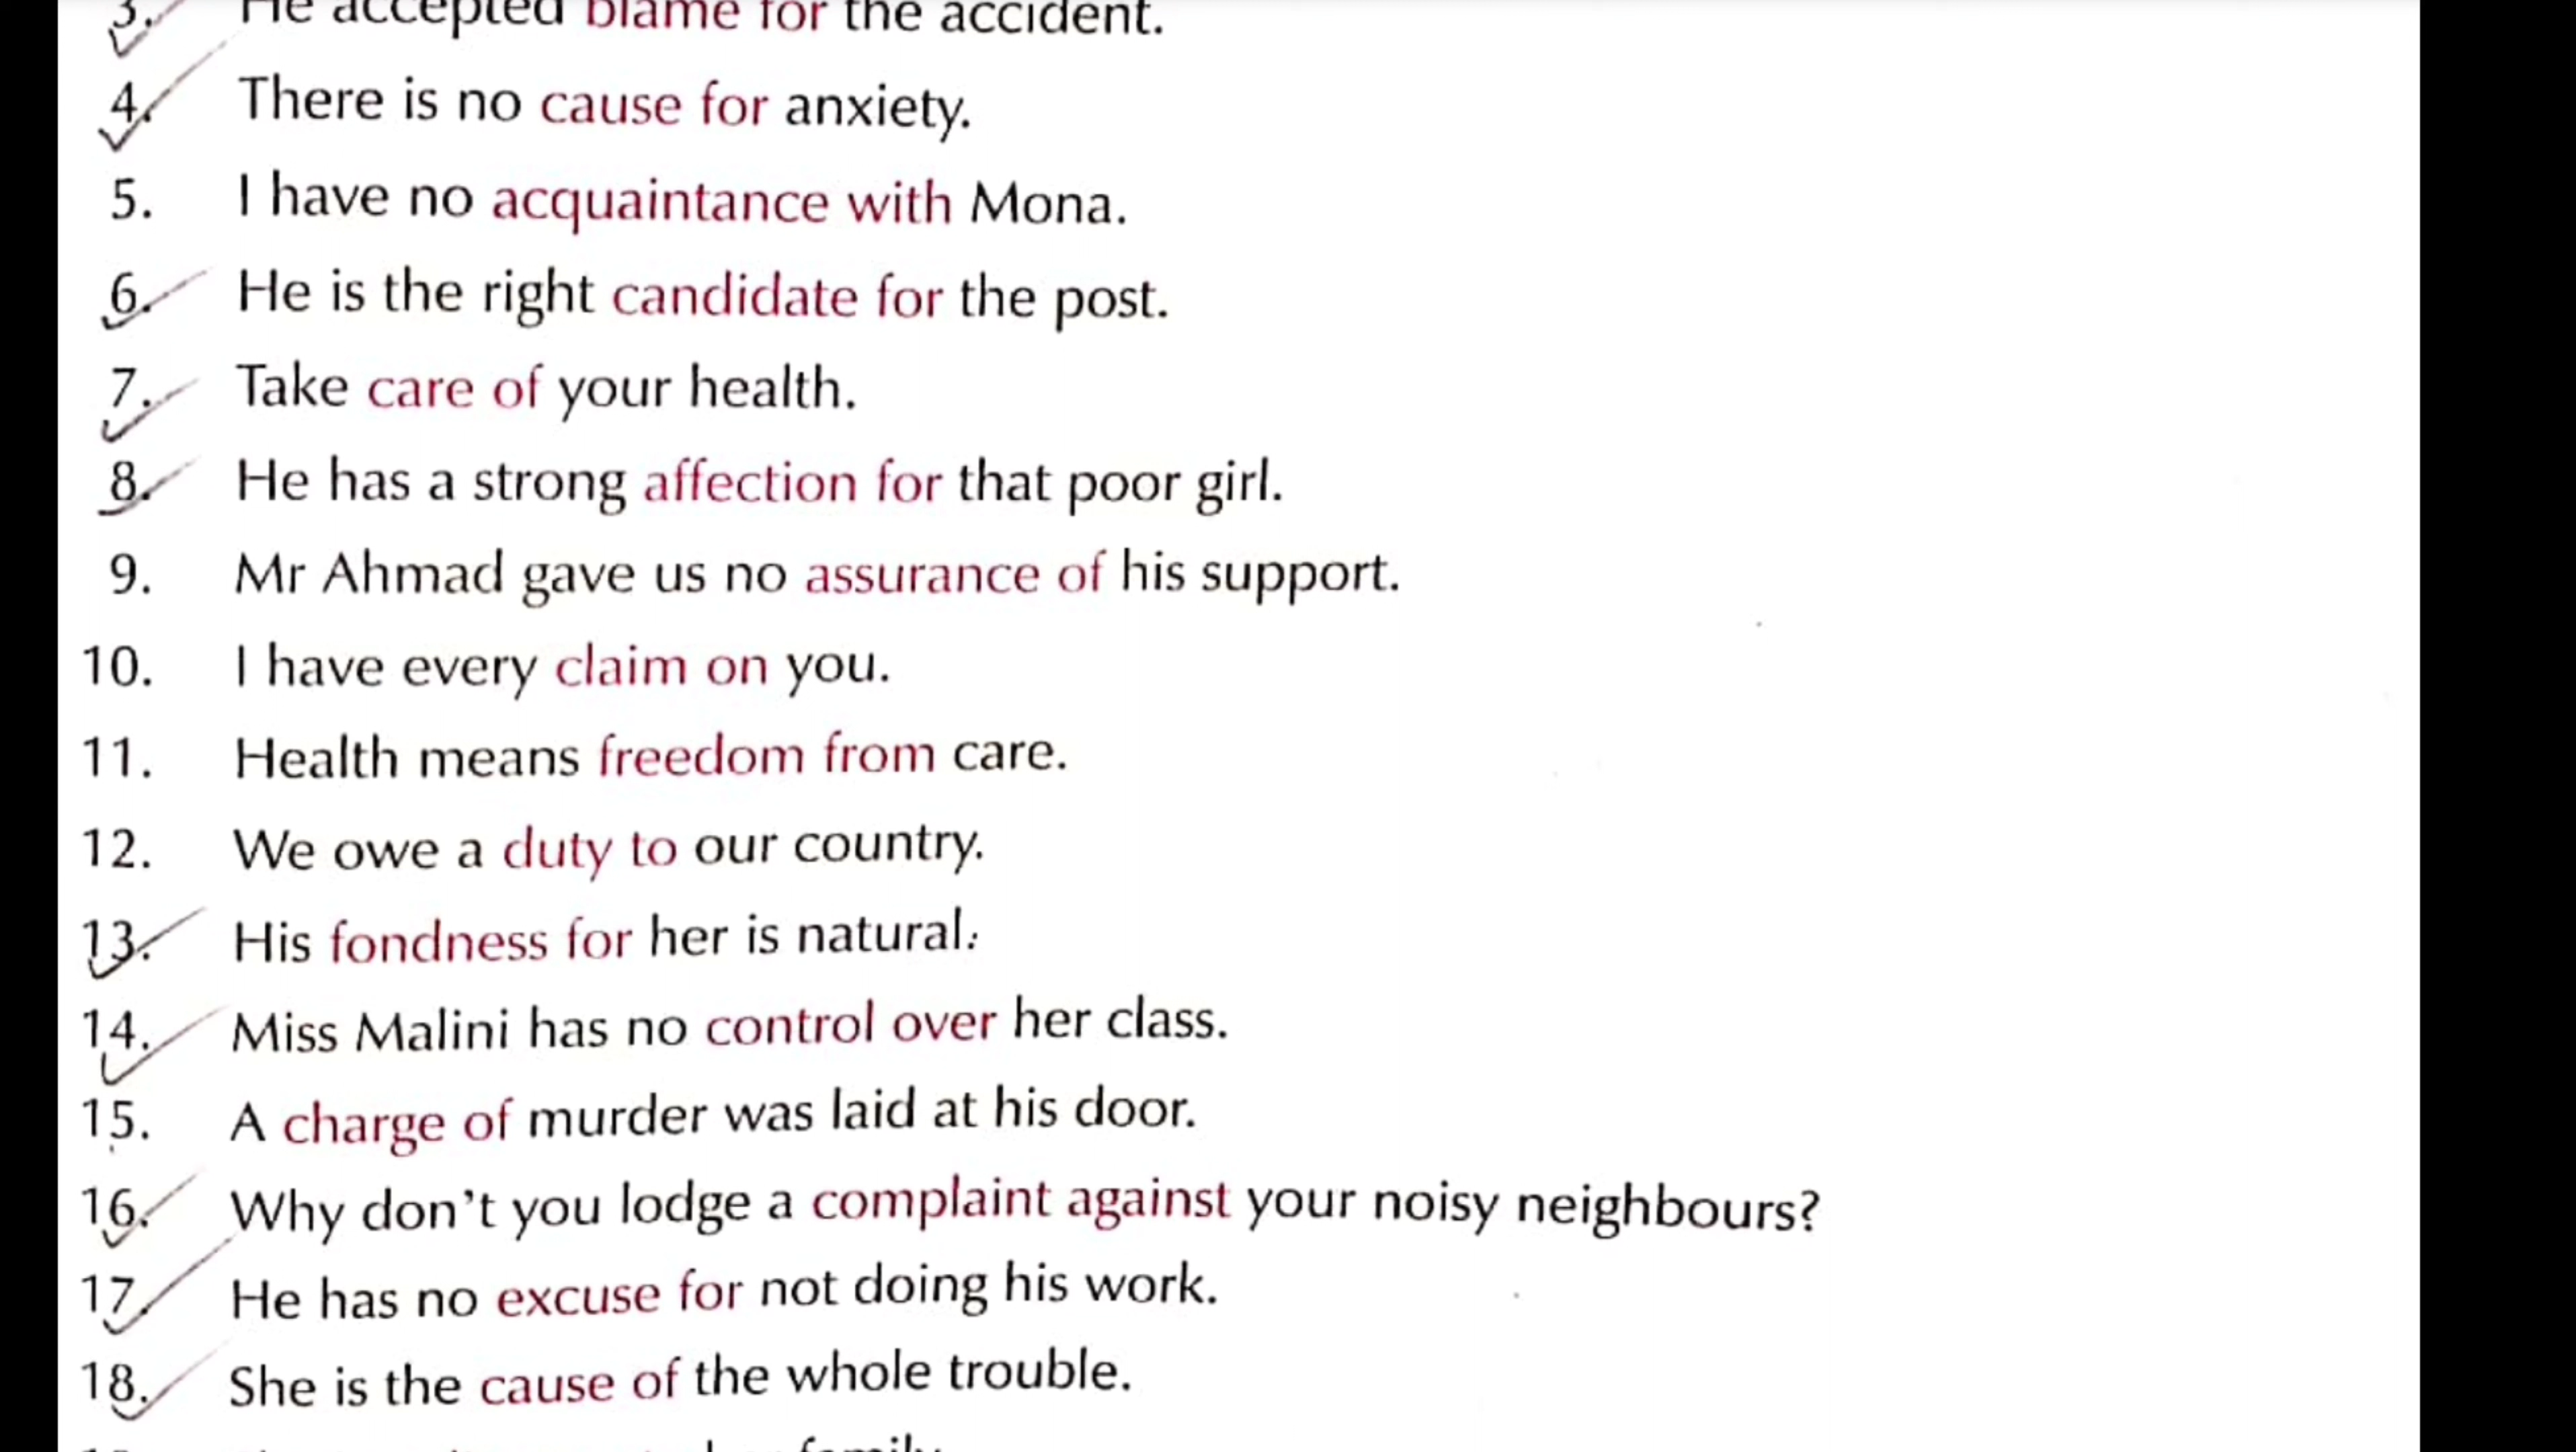 3. He accepted blame for the accident.
4. There is no cause for anxiety.
5. I have no acquaintance with Mona.
6. He is the right candidate for the post.
7. Take care of your health.
8. He has a strong affection for that poor girl.
9. Mr Ahmad gave us no assurance of his support.
10. I have every claim on you.
11. Health means freedom from care.
12. We owe a duty to our country.
13. His fondness for her is natural.
14. Miss Malini has no control over her class.
15. A charge of murder was laid at his door.
16. Why don't you lodge a complaint against your noisy neighbours?
17. He has no excuse for not doing his work.
18. She is the cause of the whole trouble.
family